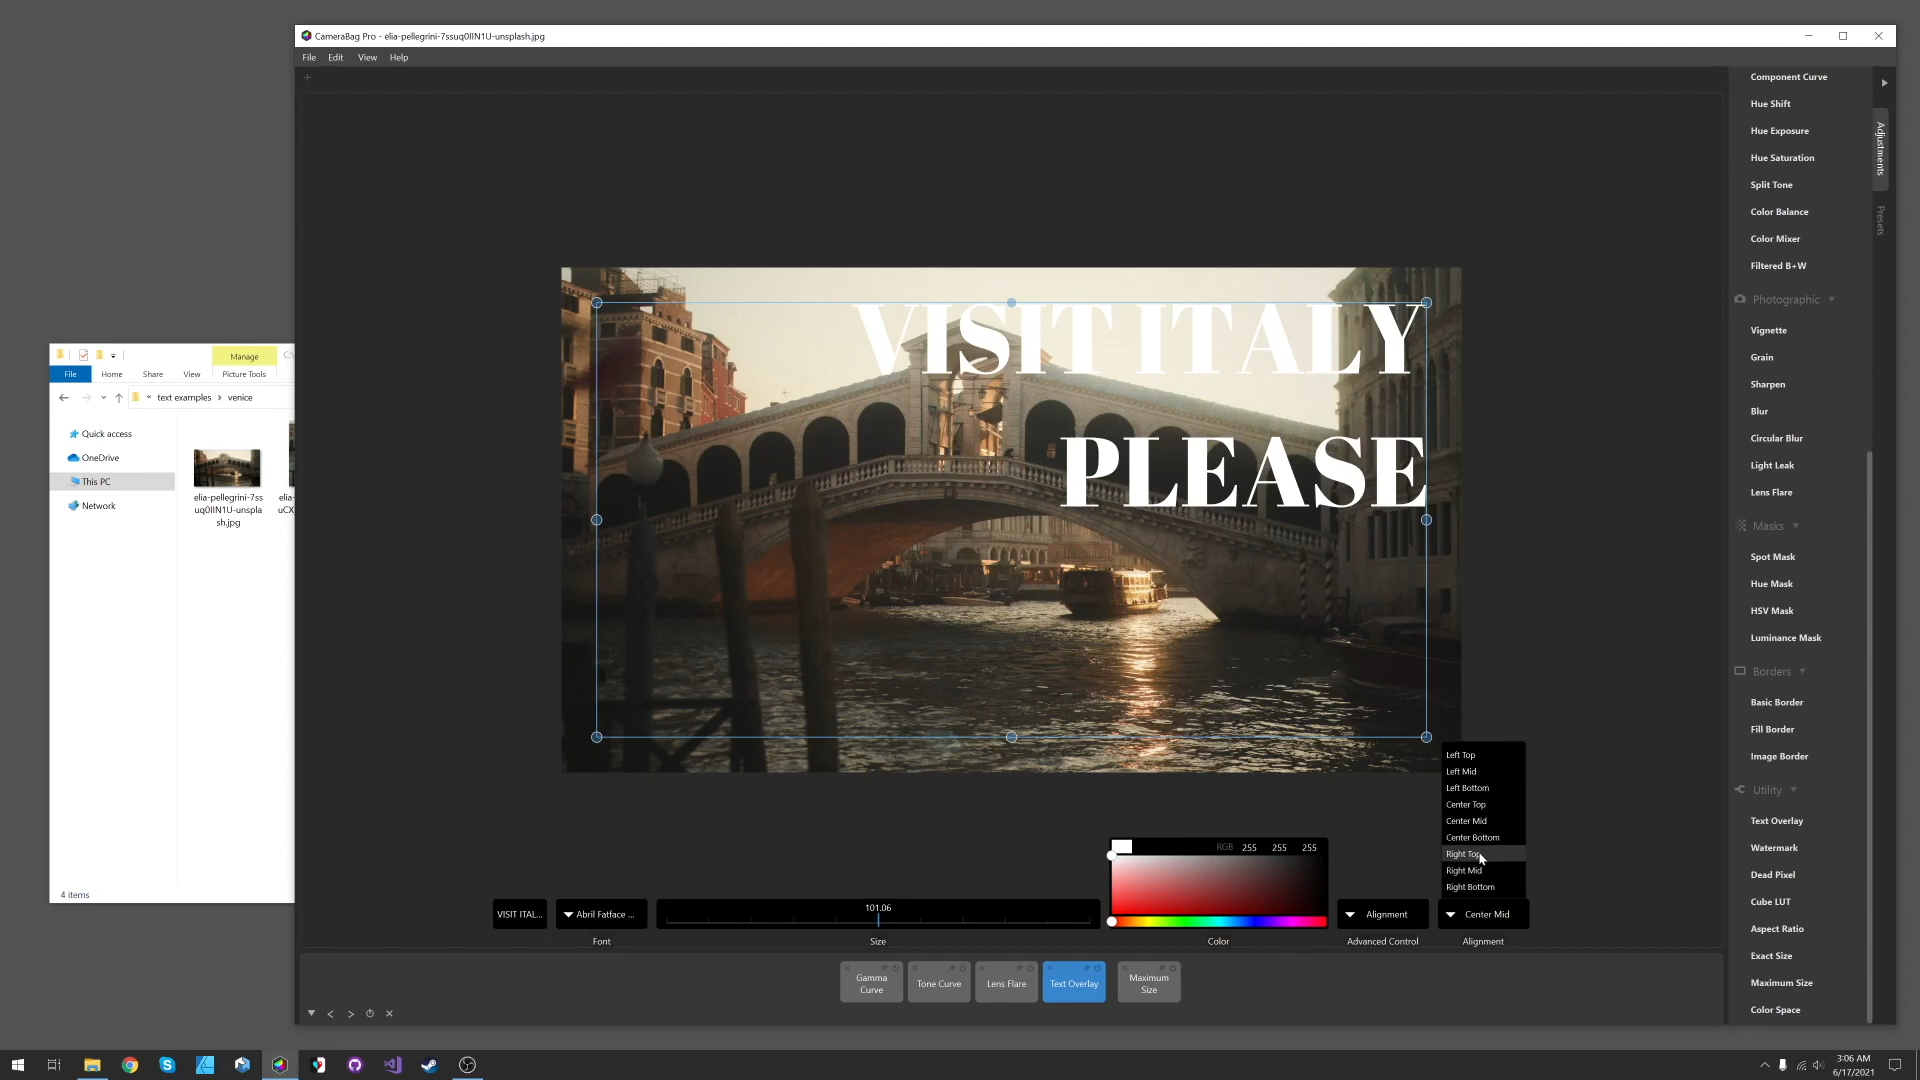 CameraBag Pro - elia-pellegrini-7ssuq0IIN1U-unsplash.jpg
File Edit View Help
+
VISIT ITALY
PLEASE
Manage
File Home Share View Picture Tools
« text examples > venice
Quick access
OneDrive
This PC
Network
elia-pellegrini-7ss
uq0IIN1U-unspla
sh.jpg
elia-
uCX
4 items
Component Curve
Hue Shift
Hue Exposure
Hue Saturation
Split Tone
Color Balance
Color Mixer
Filtered B+W
Photographic
Vignette
Grain
Sharpen
Blur
Circular Blur
Light Leak
Lens Flare
Masks
Spot Mask
Hue Mask
HSV Mask
Luminance Mask
Borders
Basic Border
Fill Border
Image Border
Utility
Text Overlay
Watermark
Dead Pixel
Cube LUT
Aspect Ratio
Exact Size
Maximum Size
Color Space
Adjustments
Presets
Left Top
Left Mid
Left Bottom
Center Top
Center Mid
Center Bottom
Right Top
Right Mid
Right Bottom
RGB 255 255 255
VISIT ITAL... Abril Fatface ... 101.06 Alignment Center Mid
Font Size Color Advanced Control Alignment
Gamma
Curve
Tone Curve
Lens Flare
Text Overlay
Maximum
Size
3:06 AM
6/17/2021